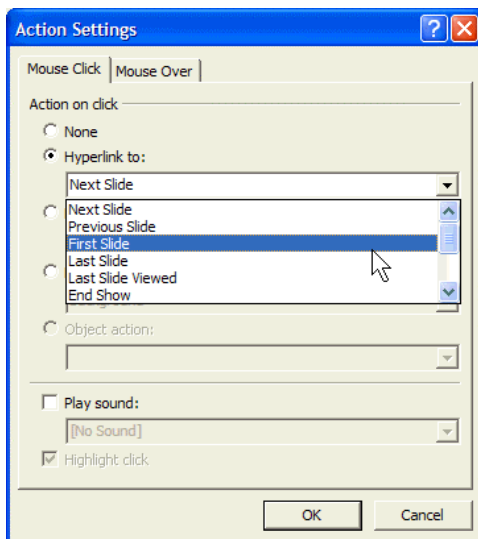 Action Settings
Mouse Click
Mouse Over
Action on click
None
Hyperlink to:
Next Slide
Next Slide
Previous Slide
First Slide
Last Slide
Last Slide Viewed
End Show
Object action:
Play sound:
[No Sound]
Highlight click
OK
Cancel